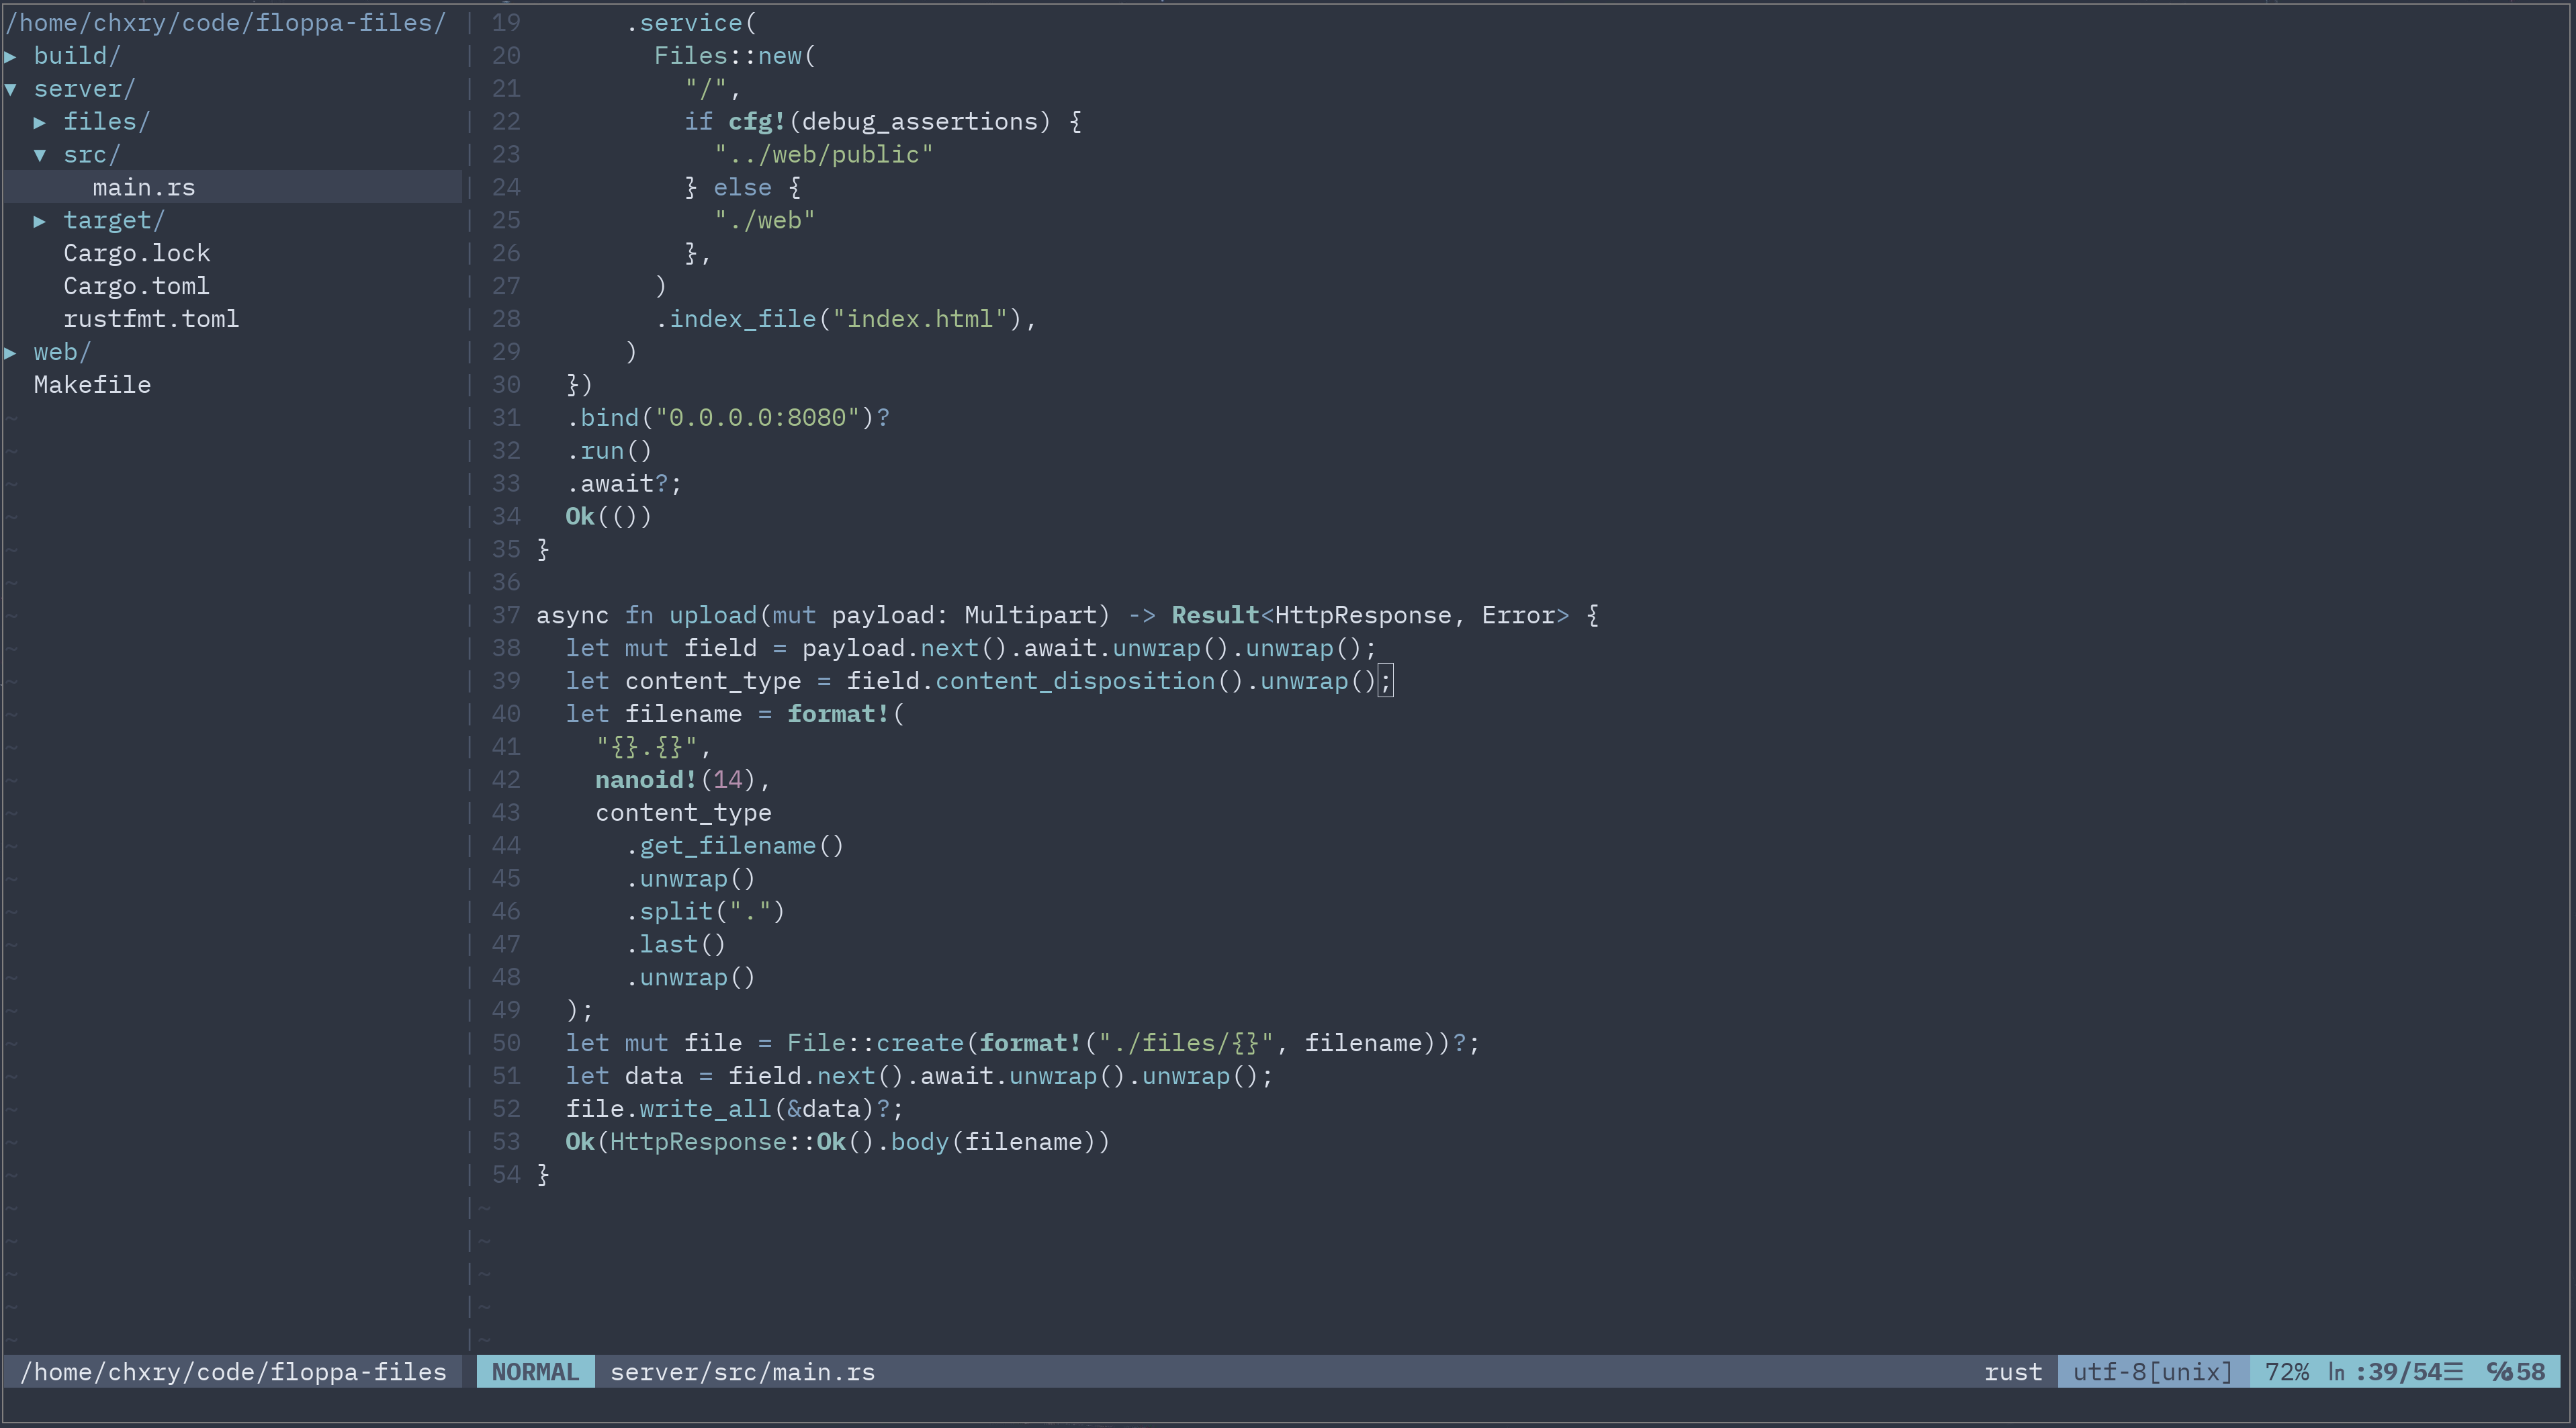 /home/chxry/code/floppa-files/
▸ build/
▾ server/
  ▸ files/
  ▾ src/
      main.rs
  ▸ target/
    Cargo.lock
    Cargo.toml
    rustfmt.toml
▸ web/
  Makefile
/home/chxry/code/floppa-files
19       .service(
20         Files::new(
21           "/",
22           if cfg!(debug_assertions) {
23             "../web/public"
24           } else {
25             "./web"
26           },
27         )
28         .index_file("index.html"),
29       )
30   })
31   .bind("0.0.0.0:8080")?
32   .run()
33   .await?;
34   Ok(())
35 }
36
37 async fn upload(mut payload: Multipart) -> Result<HttpResponse, Error> {
38   let mut field = payload.next().await.unwrap().unwrap();
39   let content_type = field.content_disposition().unwrap();
40   let filename = format!(
41     "{}.{}",
42     nanoid!(14),
43     content_type
44       .get_filename()
45       .unwrap()
46       .split(".")
47       .last()
48       .unwrap()
49   );
50   let mut file = File::create(format!("./files/{}", filename))?;
51   let data = field.next().await.unwrap().unwrap();
52   file.write_all(&data)?;
53   Ok(HttpResponse::Ok().body(filename))
54 }
NORMAL server/src/main.rs rust utf-8[unix] 72% ㏑:39/54☰ ℅58